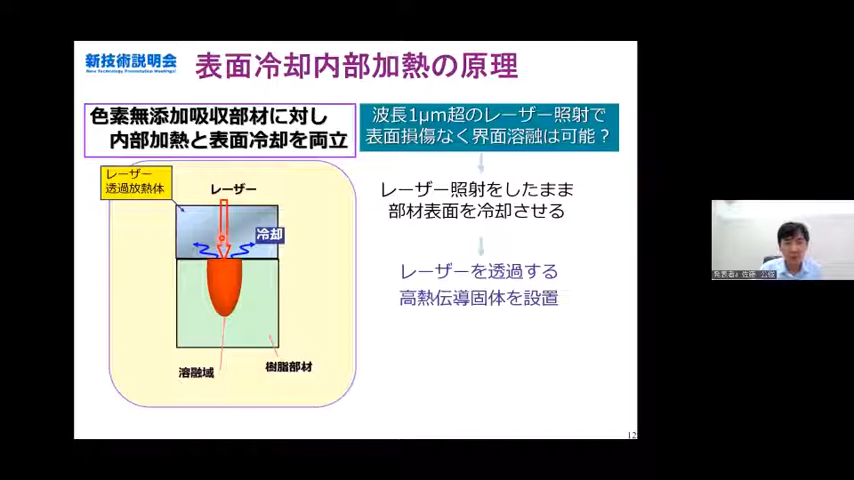 新技術説明会
New Technology Presentation Meetings!
表面冷却内部加熱の原理
色素無添加吸収部材に対し
内部加熱と表面冷却を両立
波長1μm超のレーザー照射で
表面損傷なく界面溶融は可能？
レーザー
透過放熱体
レーザー
冷却
溶融域
樹脂部材
レーザー照射をしたまま
部材表面を冷却させる
レーザーを透過する
高熱伝導固体を設置
12
発表者a 佐藤 公俊